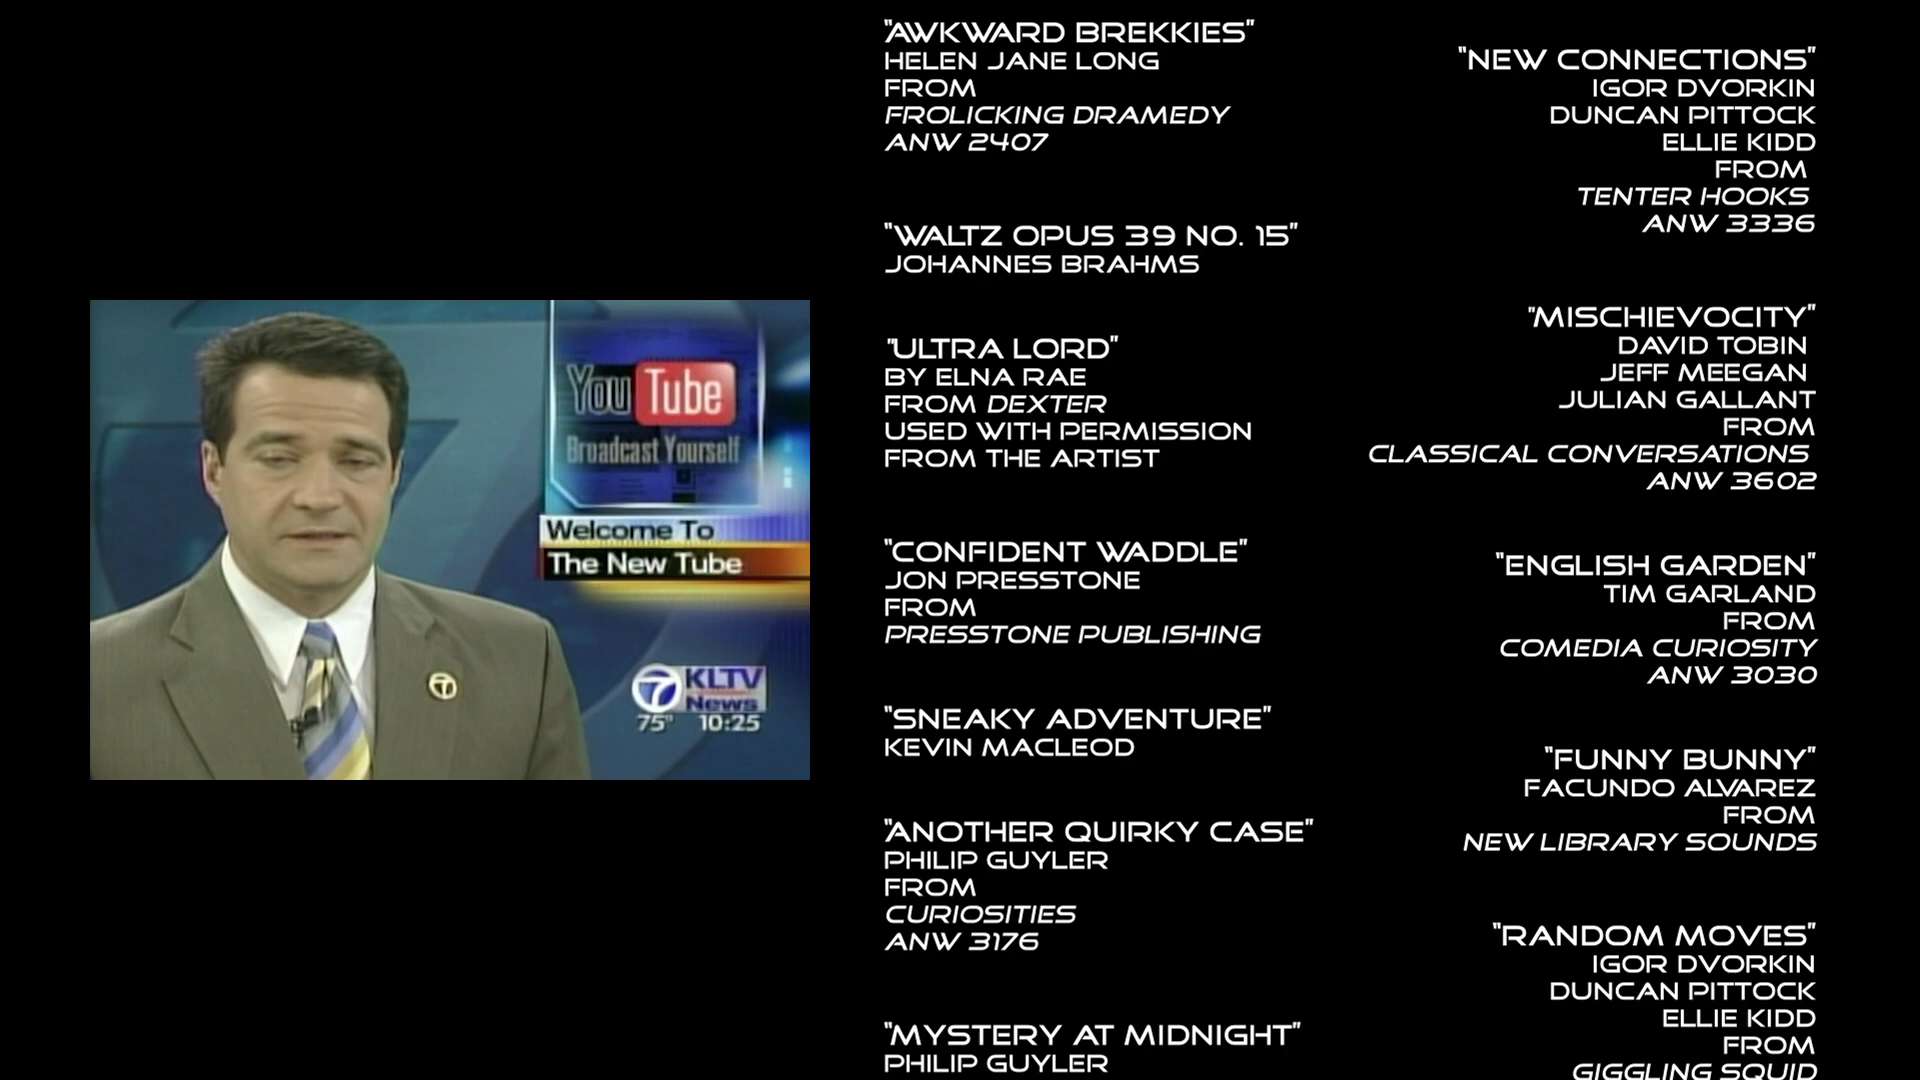 You Tube
Broadcast Yourself
Welcome To
The New Tube
7 KLTV
News
75° 10:25
7
"AWKWARD BREKKIES"
HELEN JANE LONG
FROM
FROLICKING DRAMEDY
ANW 2407
"WALTZ OPUS 39 NO. 15"
JOHANNES BRAHMS
"ULTRA LORD"
BY ELNA RAE
FROM DEXTER
USED WITH PERMISSION
FROM THE ARTIST
"CONFIDENT WADDLE"
JON PRESSTONE
FROM
PRESSTONE PUBLISHING
"SNEAKY ADVENTURE"
KEVIN MACLEOD
"ANOTHER QUIRKY CASE"
PHILIP GUYLER
FROM
CURIOSITIES
ANW 3176
"MYSTERY AT MIDNIGHT"
PHILIP GUYLER
"NEW CONNECTIONS"
IGOR DVORKIN
DUNCAN PITTOCK
ELLIE KIDD
FROM
TENTER HOOKS
ANW 3336
"MISCHIEVOCITY"
DAVID TOBIN
JEFF MEEGAN
JULIAN GALLANT
FROM
CLASSICAL CONVERSATIONS
ANW 3602
"ENGLISH GARDEN"
TIM GARLAND
FROM
COMEDIA CURIOSITY
ANW 3030
"FUNNY BUNNY"
FACUNDO ALVAREZ
FROM
NEW LIBRARY SOUNDS
"RANDOM MOVES"
IGOR DVORKIN
DUNCAN PITTOCK
ELLIE KIDD
FROM
GIGGLING SQUID